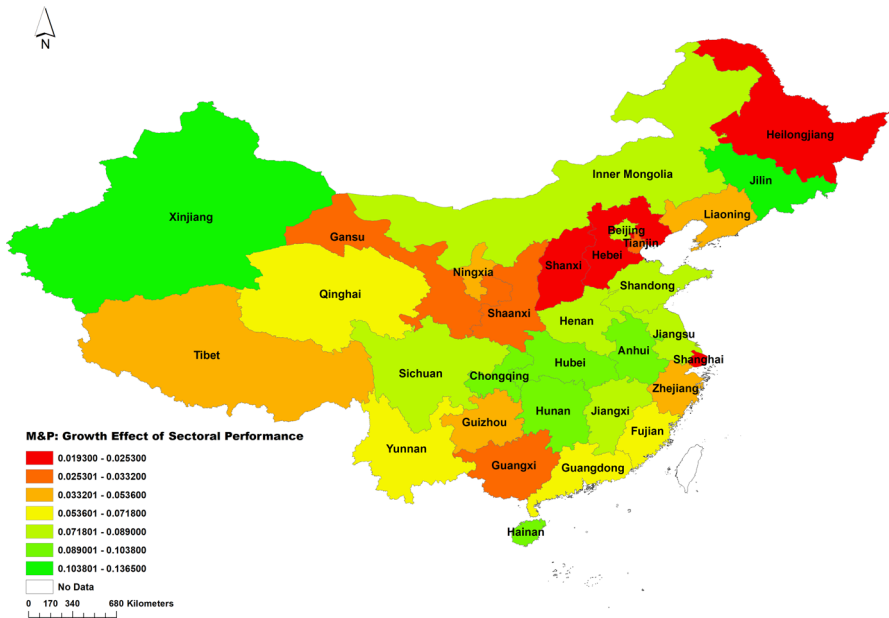 N
Heilongjiang
Jilin
Inner Mongolia
Liaoning
Xinjiang
Beijing
Gansu
Tianjin
Hebei
Shanxi
Ningxia
Shandong
Qinghai
Shaanxi
Henan
Jiangsu
Anhui
Tibet
Shanghai
Hubei
Sichuan
Chongqing
Zhejiang
Hunan
Jiangxi
Guizhou
Fujian
M&P: Growth Effect of Sectoral Performance
Yunnan
Guangxi
Guangdong
0.019300 - 0.025300
0.025301 - 0.033200
0.033201 - 0.053600
0.053601 - 0.071800
0.071801 - 0.089000
Hainan
0.089001 - 0.103800
0.103801 - 0.136500
No Data
0 170 340 680 Kilometers